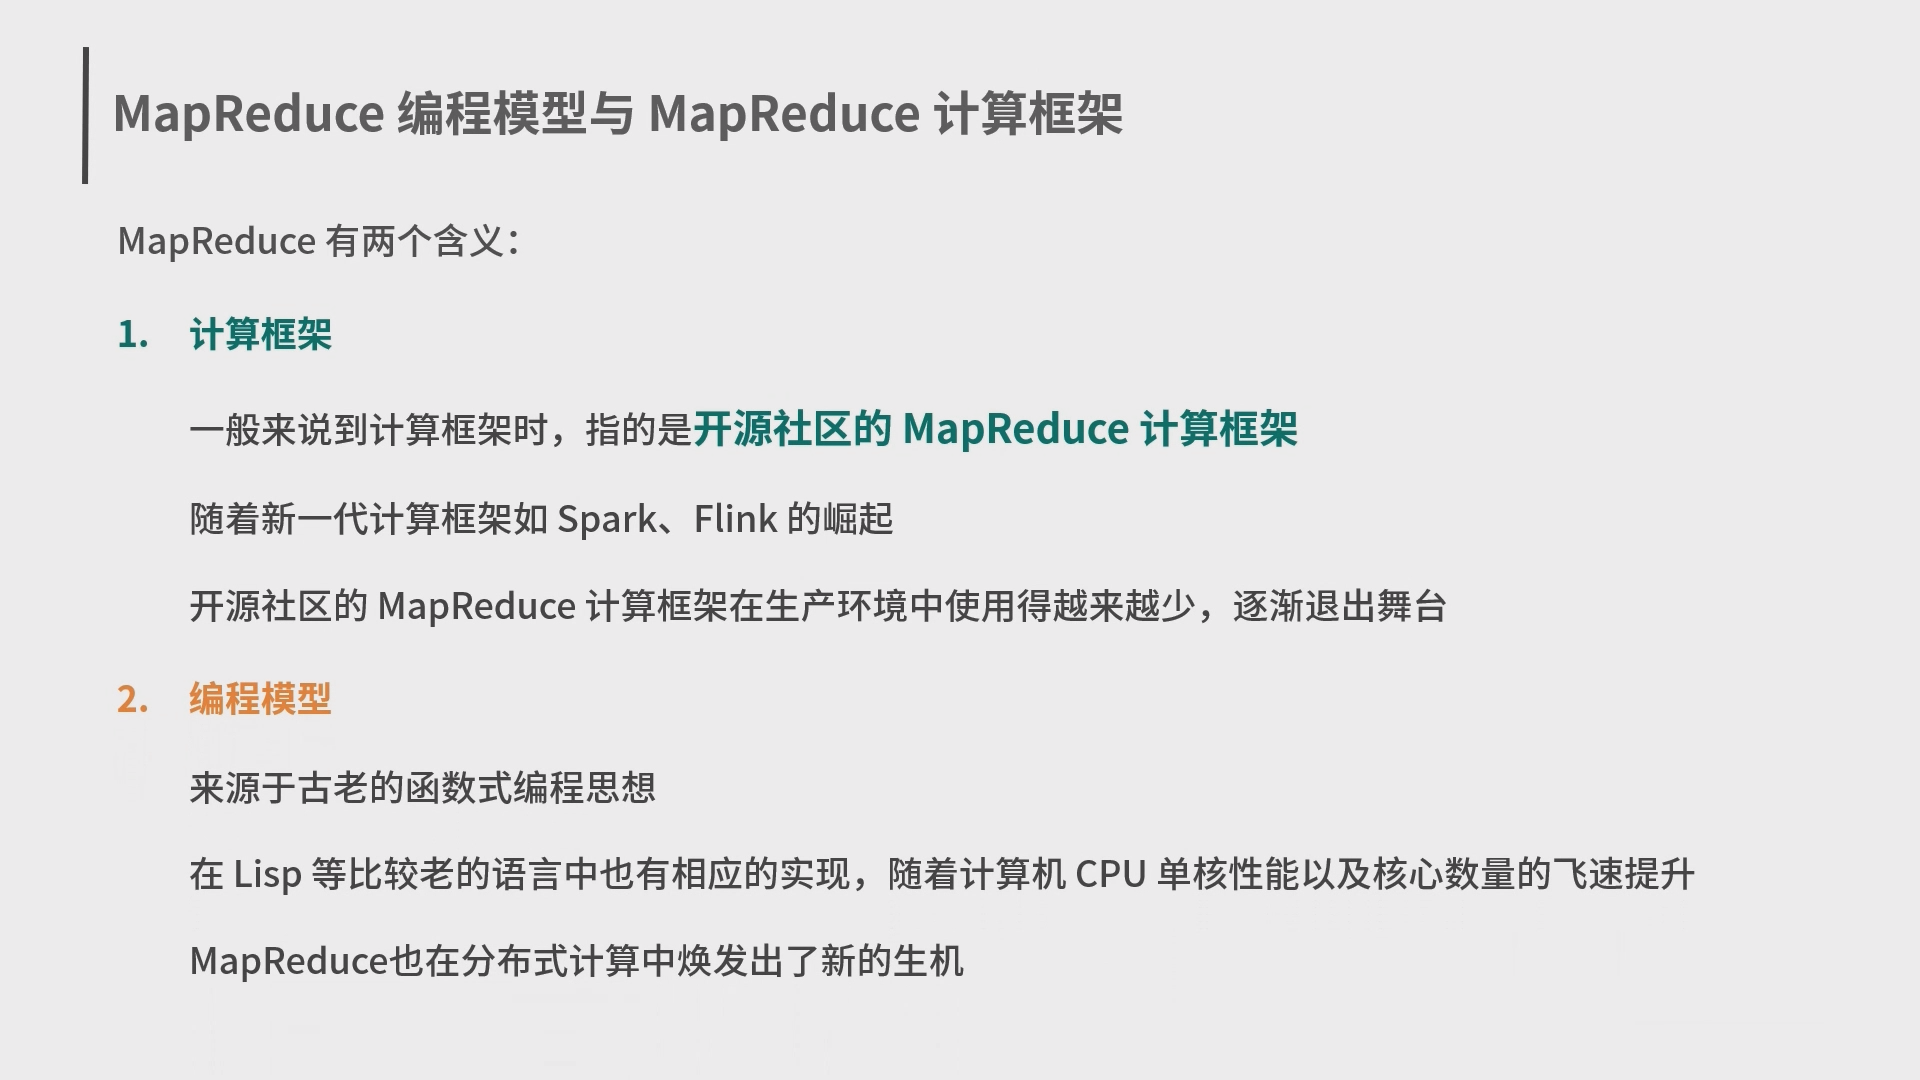 MapReduce 编程模型与 MapReduce 计算框架
MapReduce 有两个含义：
1. 计算框架
一般来说到计算框架时，指的是开源社区的 MapReduce 计算框架
随着新一代计算框架如 Spark、Flink 的崛起
开源社区的 MapReduce 计算框架在生产环境中使用得越来越少，逐渐退出舞台
2. 编程模型
来源于古老的函数式编程思想
在 Lisp 等比较老的语言中也有相应的实现，随着计算机 CPU 单核性能以及核心数量的飞速提升
MapReduce也在分布式计算中焕发出了新的生机